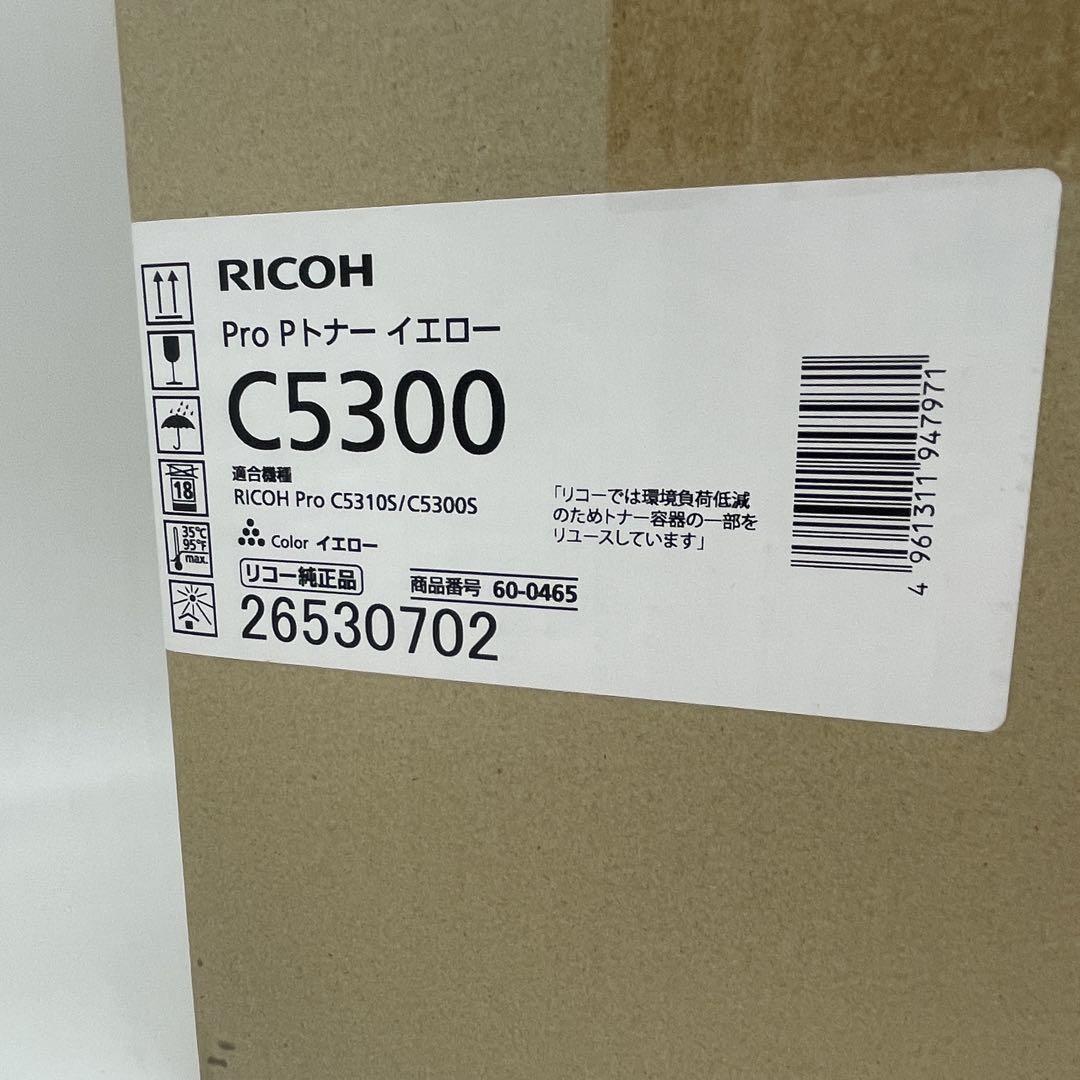 RICOH
Pro Pトナー イエロー
C5300
適合機種
RICOH Pro C5310S/C5300S
Color イエロー
リコー純正品
商品番号 60-0465
26530702
「リコーでは環境負荷低減
のためトナー容器の一部を
リユースしています」
4 961311 947971
18
35℃
95°F
max.